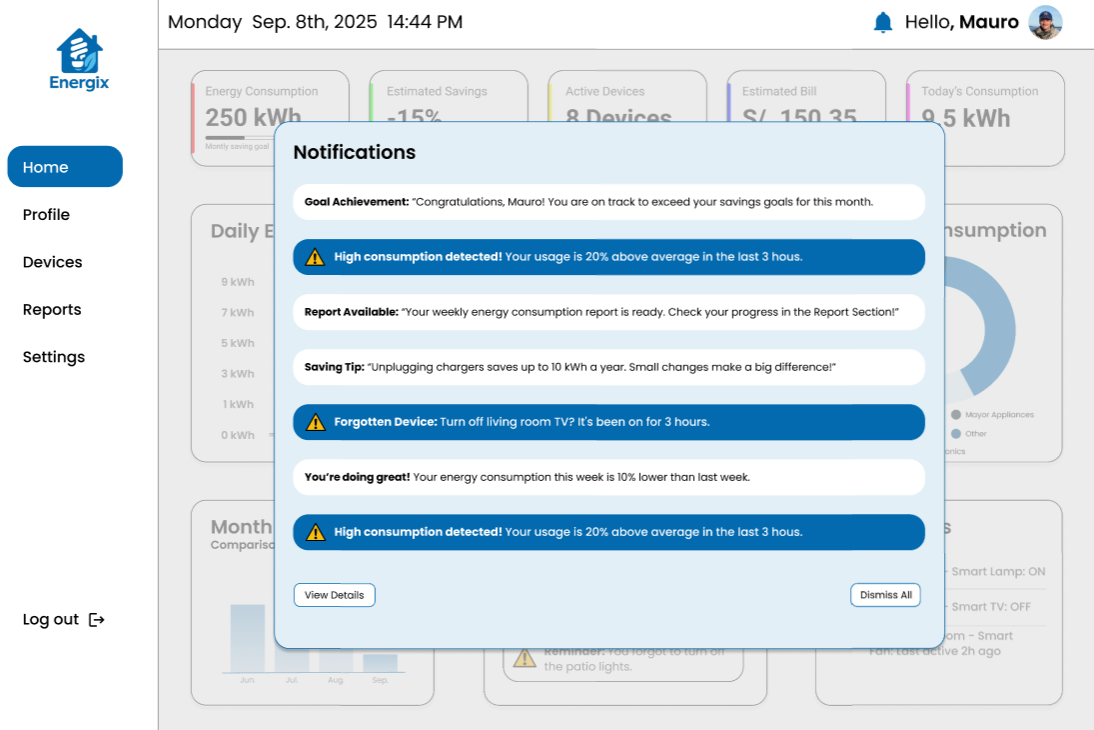 Monday Sep. 8th, 2025 14:44 PM
Hello, Mauro
Energix
Home
Profile
Devices
Reports
Settings
Log out
Energy Consumption
250 kWh
Montly saving goal
Estimated Savings
-15%
Active Devices
8 Devices
Estimated Bill
S/. 150.35
Today's Consumption
9.5 kWh
Notifications
Goal Achievement: “Congratulations, Mauro! You are on track to exceed your savings goals for this month.
High consumption detected! Your usage is 20% above average in the last 3 hous.
Report Available: “Your weekly energy consumption report is ready. Check your progress in the Report Section!”
Saving Tip: “Unplugging chargers saves up to 10 kWh a year. Small changes make a big difference!”
Forgotten Device: Turn off living room TV? It's been on for 3 hours.
You’re doing great! Your energy consumption this week is 10% lower than last week.
High consumption detected! Your usage is 20% above average in the last 3 hous.
View Details
Dismiss All
Daily E
9 kWh
7 kWh
5 kWh
3 kWh
1 kWh
0 kWh
nsumption
Mayor Appliances
Other
onics
Month
Compariso
Jun.
Jul.
Aug.
Sep.
Reminder: You forgot to turn off
the patio lights.
s
- Smart Lamp: ON
- Smart TV: OFF
om - Smart
Fan: Last active 2h ago